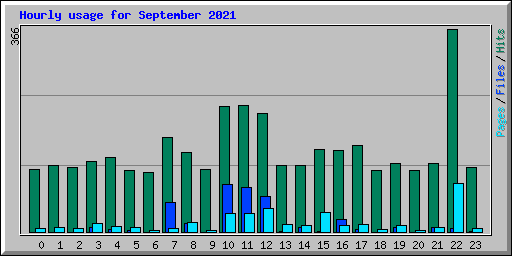 Hourly usage for September 2021
366
Pages/Files/Hits
0 1 2 3 4 5 6 7 8 9 10 11 12 13 14 15 16 17 18 19 20 21 22 23